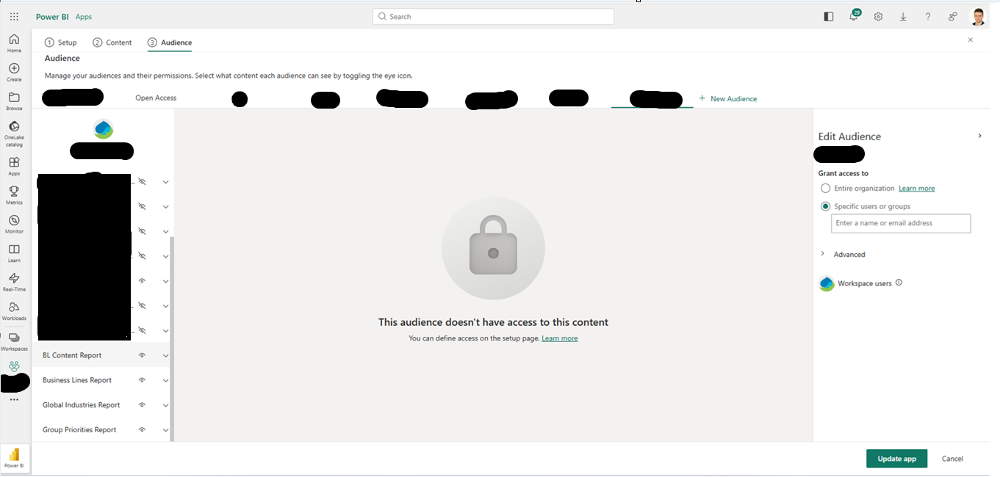 Power BI Apps
Search
29
Home
Create
Browse
OneLake
catalog
Apps
Metrics
Monitor
Learn
Real-Time
Workloads
Workspaces
...
Power BI
1 Setup
2 Content
3 Audience
Audience
Manage your audiences and their permissions. Select what content each audience can see by toggling the eye icon.
Open Access
+ New Audience
BL Content Report
Business Lines Report
Global Industries Report
Group Priorities Report
This audience doesn't have access to this content
You can define access on the setup page. Learn more
Edit Audience
Grant access to
Entire organization Learn more
Specific users or groups
Enter a name or email address
Advanced
Workspace users
Update app
Cancel